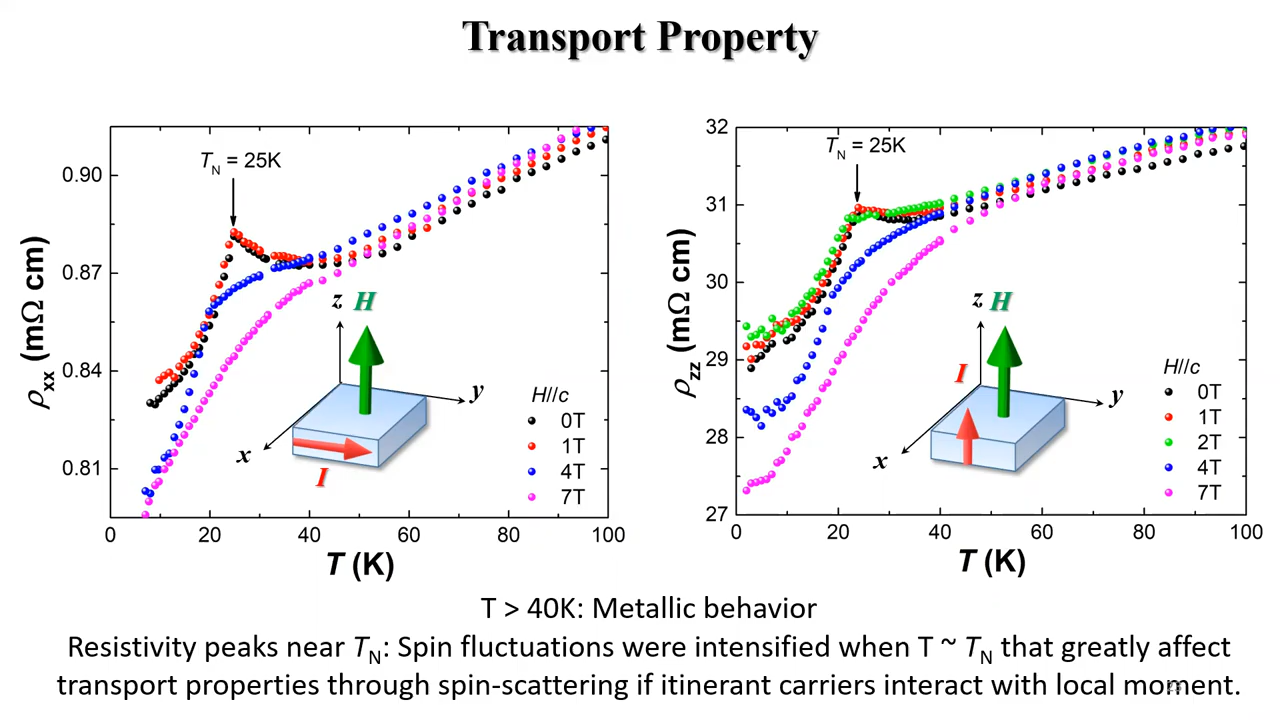 Transport Property
T_N = 25K
0.90
0.87
0.84
0.81
ρ_xx (mΩ cm)
0 20 40 60 80 100
T (K)
z H
y
x
I
H//c
0T
1T
4T
7T
T_N = 25K
32
31
30
29
28
27
ρ_zz (mΩ cm)
0 20 40 60 80 100
T (K)
z H
I
y
x
H//c
0T
1T
2T
4T
7T
T > 40K: Metallic behavior
Resistivity peaks near T_N: Spin fluctuations were intensified when T ~ T_N that greatly affect
transport properties through spin-scattering if itinerant carriers interact with local moment.